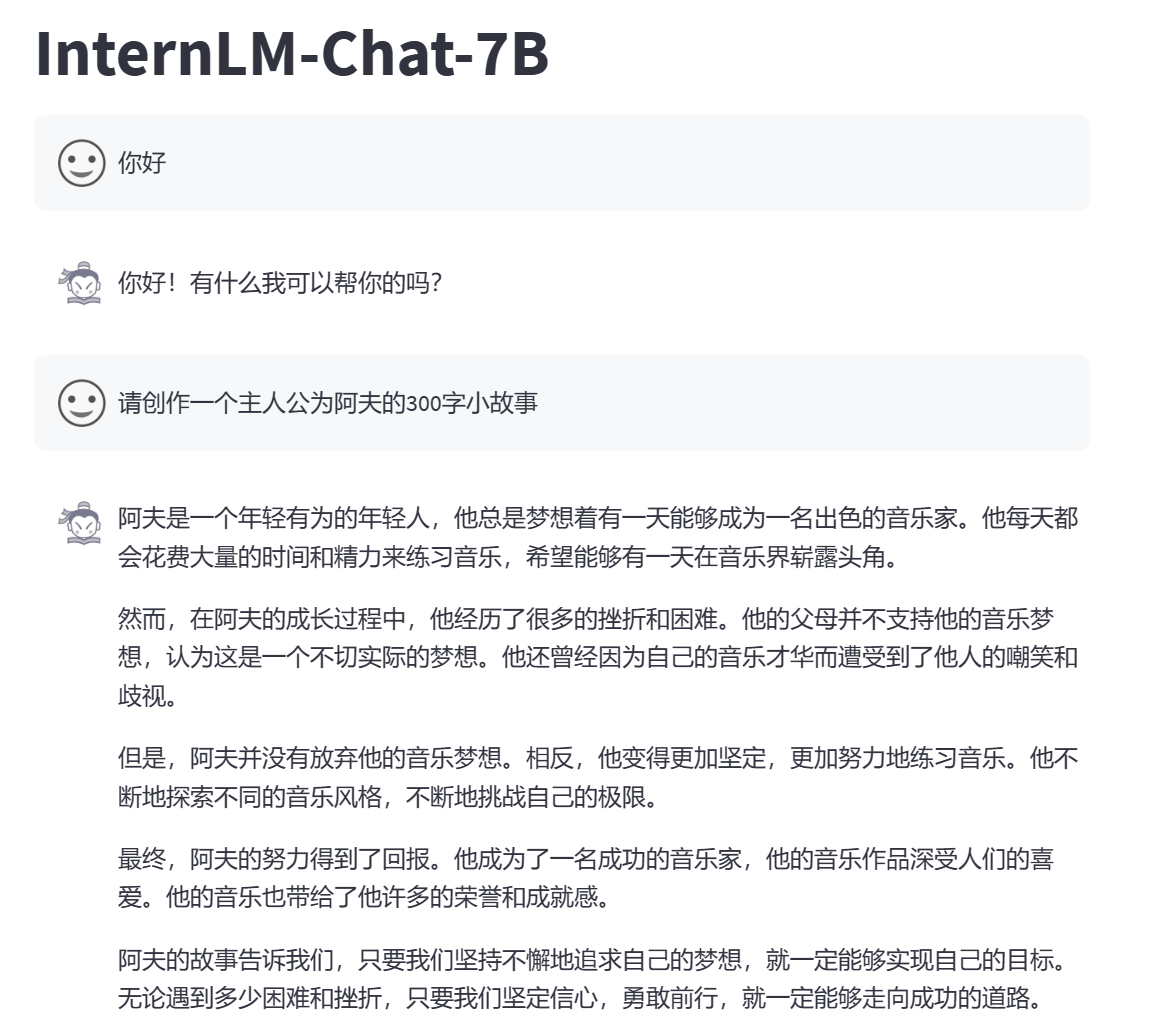 InternLM-Chat-7B
你好
你好！有什么我可以帮你的吗？
请创作一个主人公为阿夫的300字小故事
阿夫是一个年轻有为的年轻人，他总是梦想着有一天能够成为一名出色的音乐家。他每天都
会花费大量的时间和精力来练习音乐，希望能够有一天在音乐界崭露头角。
然而，在阿夫的成长过程中，他经历了很多的挫折和困难。他的父母并不支持他的音乐梦
想，认为这是一个不切实际的梦想。他还曾经因为自己的音乐才华而遭受到了他人的嘲笑和
歧视。
但是，阿夫并没有放弃他的音乐梦想。相反，他变得更加坚定，更加努力地练习音乐。他不
断地探索不同的音乐风格，不断地挑战自己的极限。
最终，阿夫的努力得到了回报。他成为了一名成功的音乐家，他的音乐作品深受人们的喜
爱。他的音乐也带给了他许多的荣誉和成就感。
阿夫的故事告诉我们，只要我们坚持不懈地追求自己的梦想，就一定能够实现自己的目标。
无论遇到多少困难和挫折，只要我们坚定信心，勇敢前行，就一定能够走向成功的道路。